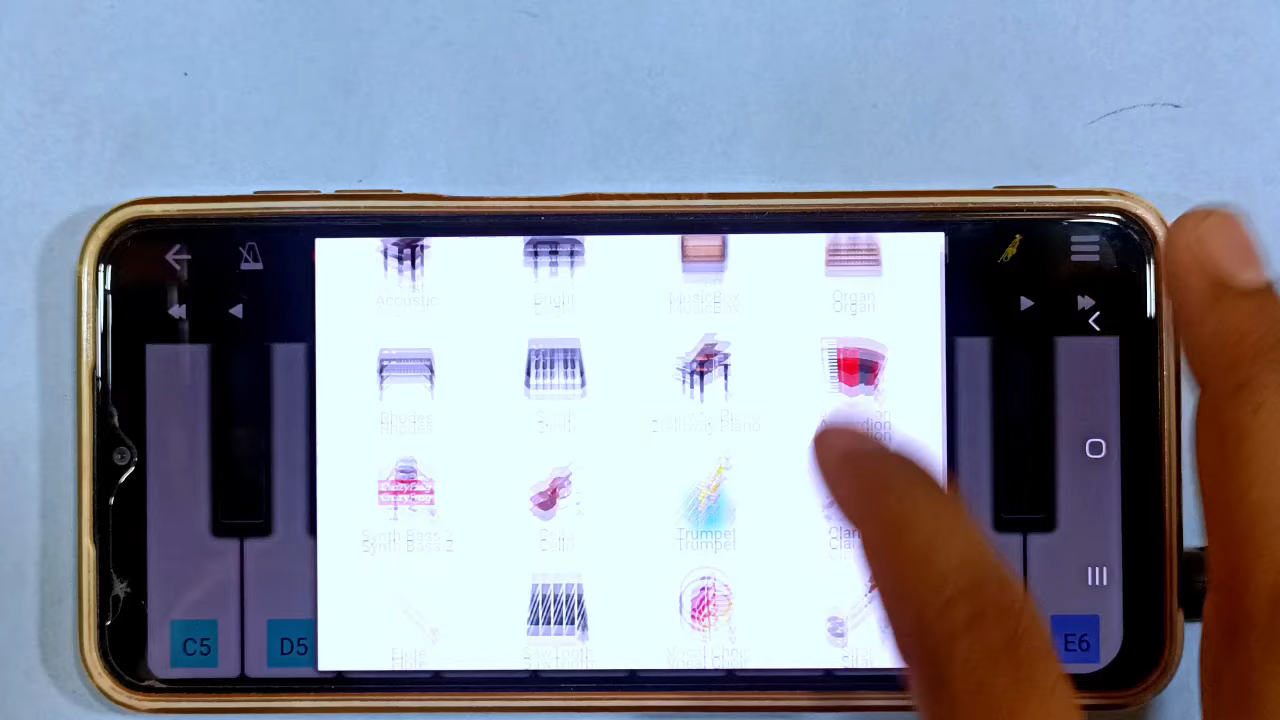 Acoustic
Bright
MusicBox
Organ
Rhodes
Synth
Steinway Piano
Accordion
Synth Bass 2
Cello
Trumpet
Clari
Flute
SawTooth
Vocal Choir
Sitar
C5
D5
E6